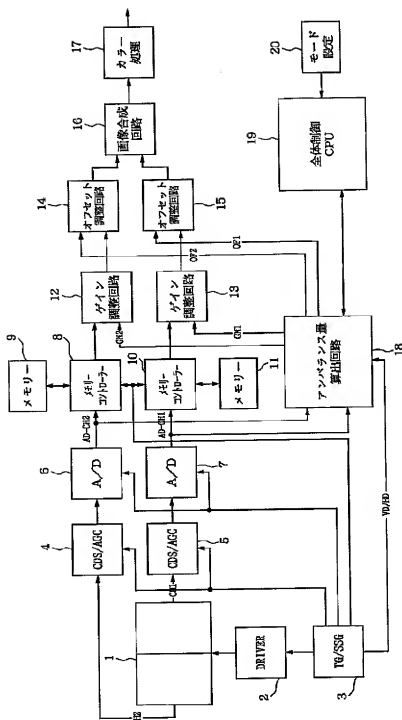 17
カラー
処理
16
画像合成
回路
14
オフセット
調整回路
15
オフセット
調整回路
OF2
OF1
12
ゲイン
調整回路
13
ゲイン
調整回路
GN2
GN1
9
メモリー
8
メモリー
コントローラー
10
メモリー
コントローラー
11
メモリー
AD-CH2
AD-CH1
6
A/D
7
A/D
4
CDS/AGC
5
CDS/AGC
CH1
1
2
DRIVER
3
TG/SSG
VD/HD
18
アンバランス量
算出回路
19
全体制御
CPU
20
モード
設定